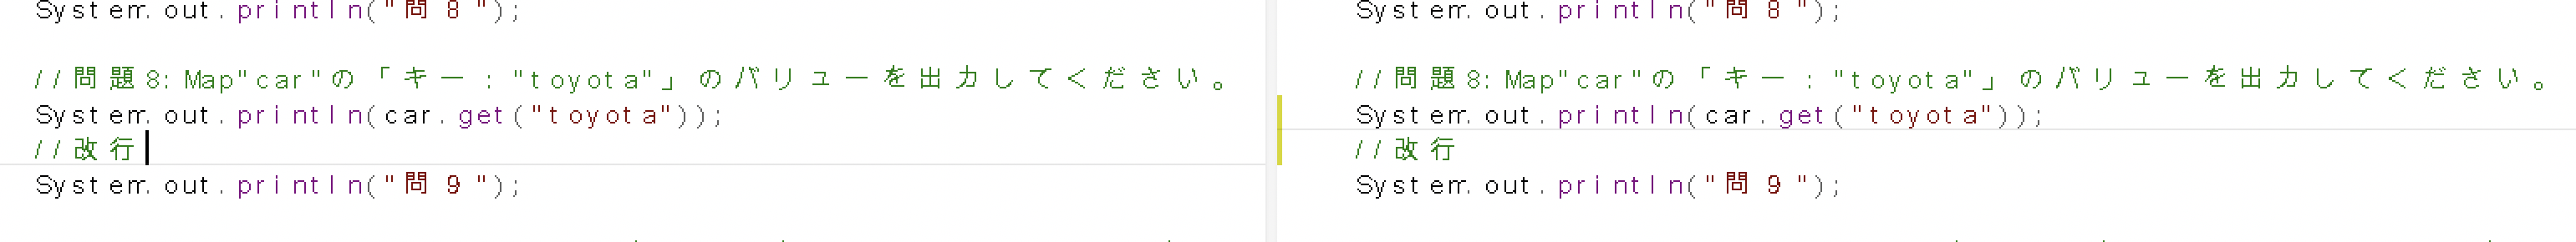 System.out.println("問8");
//問題8: Map"car"の「キー : "toyota"」のバリューを出力してください。
System.out.println(car.get("toyota"));
//改行
System.out.println("問9");
System.out.println("問8");
//問題8: Map"car"の「キー : "toyota"」のバリューを出力してください。
System.out.println(car.get("toyota"));
//改行
System.out.println("問9");